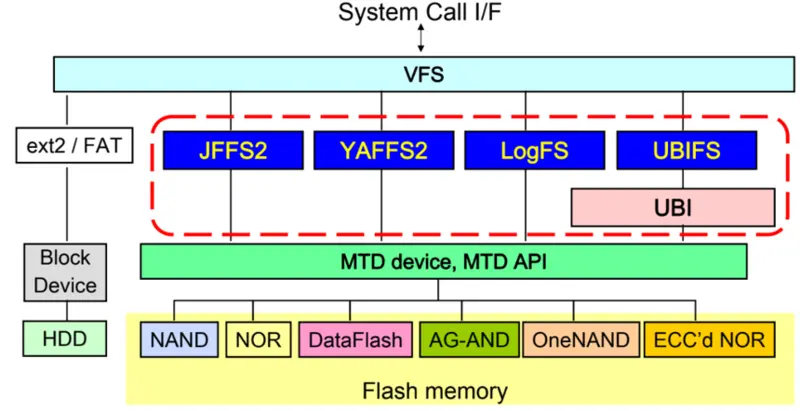 System Call I/F
VFS
ext2 / FAT
JFFS2
YAFFS2
LogFS
UBIFS
UBI
Block
Device
MTD device, MTD API
HDD
NAND
NOR
DataFlash
AG-AND
OneNAND
ECC'd NOR
Flash memory